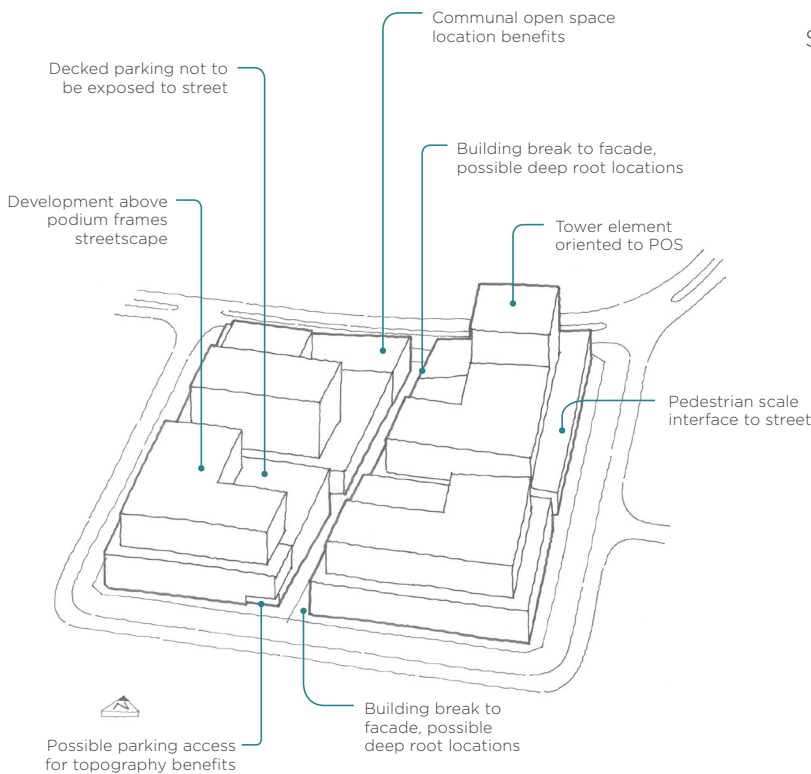 Communal open space
location benefits
S
Decked parking not to
be exposed to street
Building break to facade,
possible deep root locations
Development above
podium frames
streetscape
Tower element
oriented to POS
Pedestrian scale
interface to street
N
Building break to
facade, possible
deep root locations
Possible parking access
for topography benefits